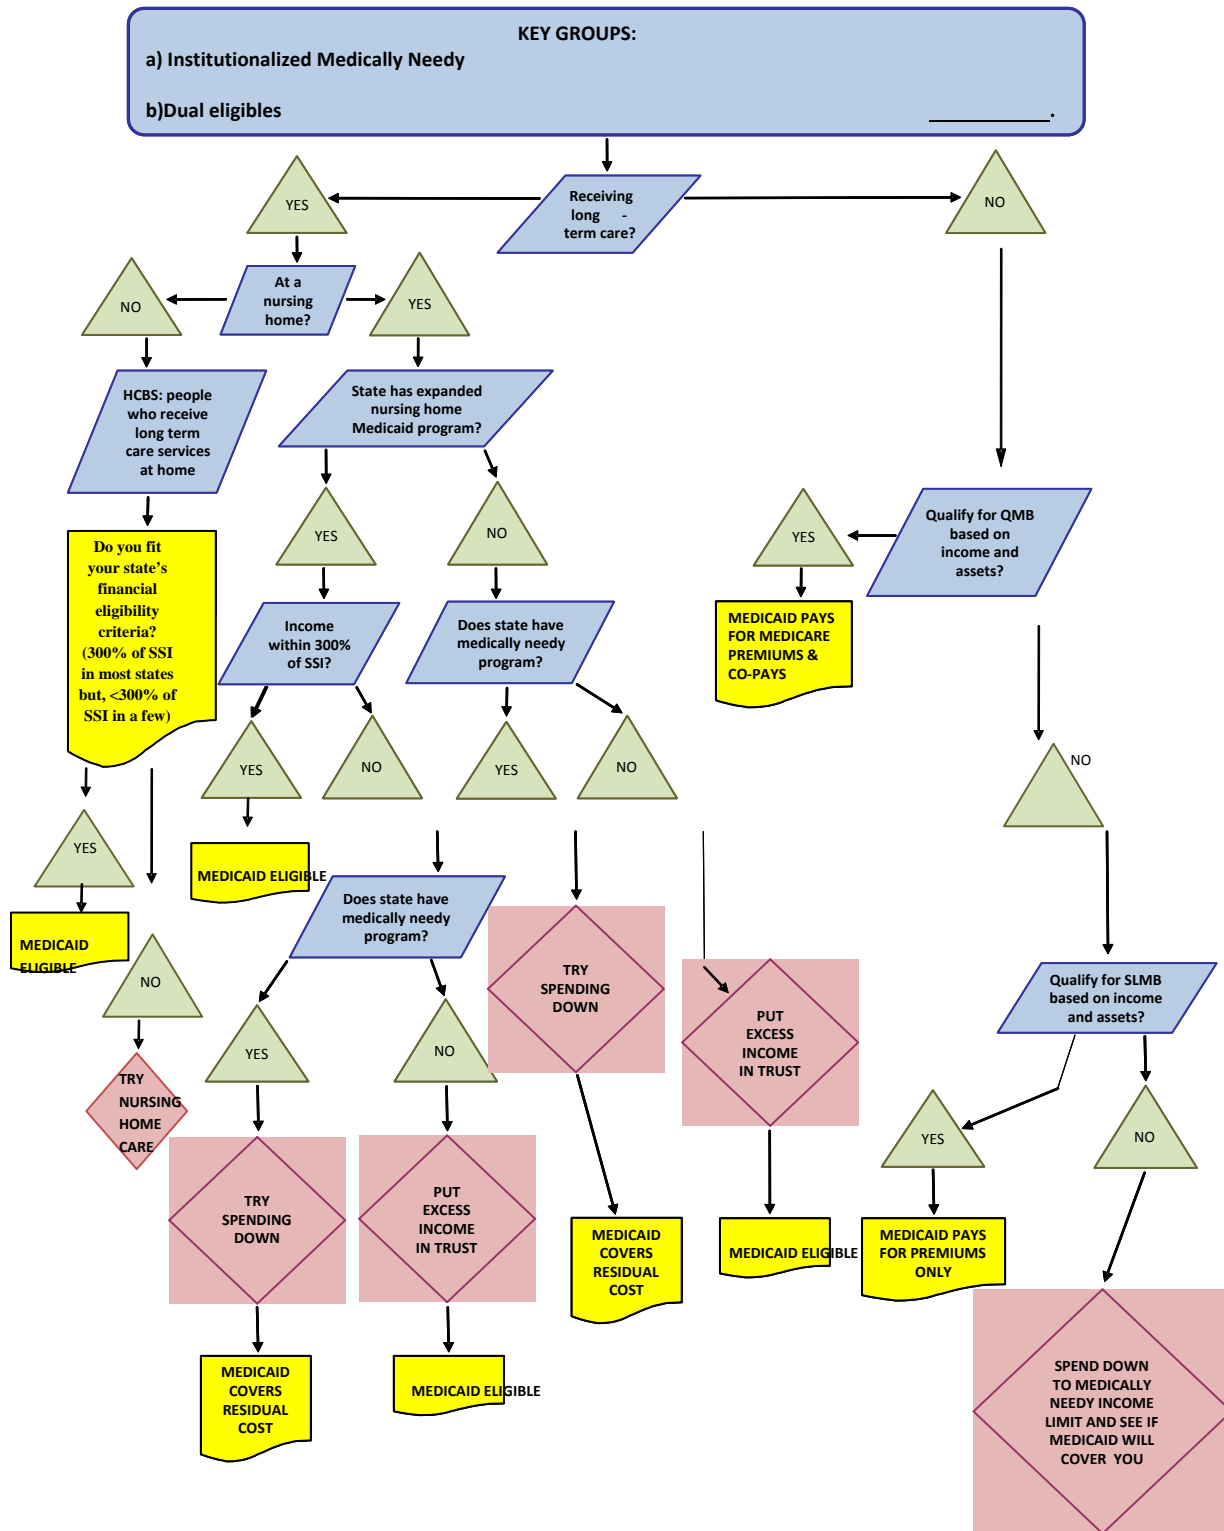 KEY GROUPS:
a) Institutionalized Medically Needy
b)Dual eligibles                    ____________.
Receiving
long -
term care?
YES
NO
At a
nursing
home?
NO
YES
HCBS: people
who receive
long term
care services
at home
State has expanded
nursing home
Medicaid program?
YES
NO
YES
Qualify for QMB
based on
income and
assets?
Do you fit
your state’s
financial
eligibility
criteria?
(300% of SSI
in most states
but, <300% of
SSI in a few)
Income
within 300%
of SSI?
Does state have
medically needy
program?
MEDICAID PAYS
FOR MEDICARE
PREMIUMS &
CO-PAYS
YES
NO
YES
NO
NO
YES
MEDICAID
ELIGIBLE
MEDICAID ELIGIBLE
Does state have
medically needy
program?
TRY
SPENDING
DOWN
PUT
EXCESS
INCOME
IN TRUST
Qualify for SLMB
based on income
and assets?
NO
TRY
NURSING
HOME
CARE
YES
NO
YES
NO
TRY
SPENDING
DOWN
PUT
EXCESS
INCOME
IN TRUST
MEDICAID
COVERS
RESIDUAL
COST
MEDICAID ELIGIBLE
MEDICAID PAYS
FOR PREMIUMS
ONLY
MEDICAID
COVERS
RESIDUAL
COST
MEDICAID ELIGIBLE
SPEND DOWN
TO MEDICALLY
NEEDY INCOME
LIMIT AND SEE IF
MEDICAID WILL
COVER YOU